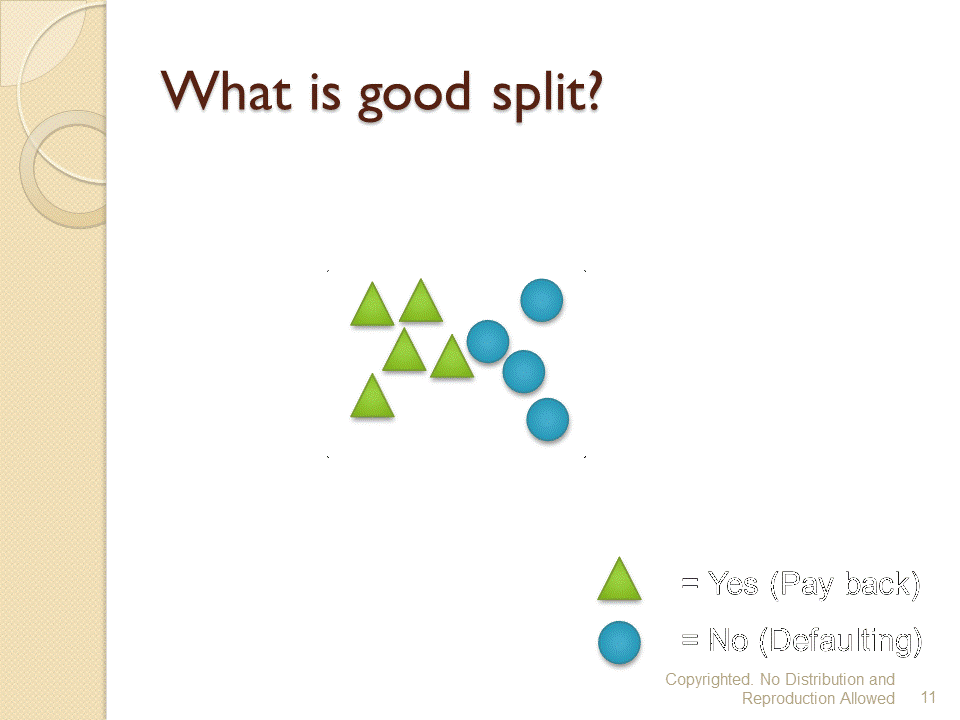 What is good split?
= Yes (Pay back)
= No (Defaulting)
Copyrighted. No Distribution and
Reproduction Allowed
11